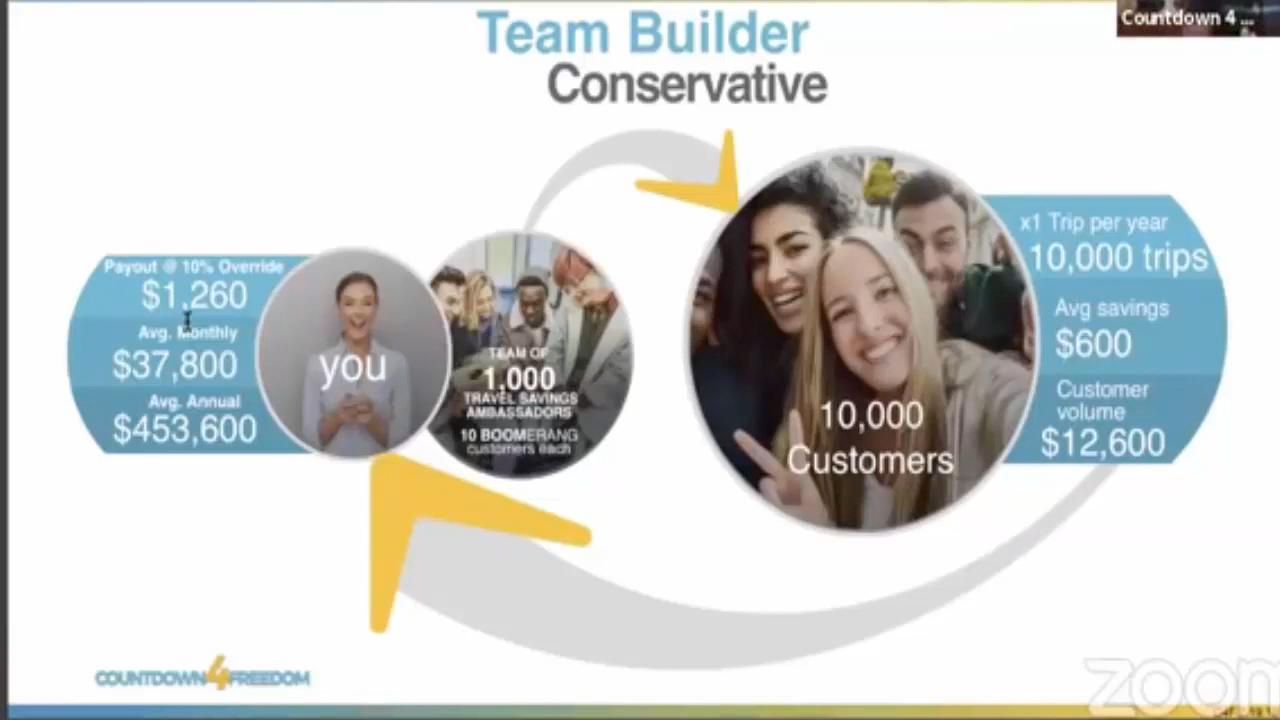 Countdown 4 ...
Team Builder
Conservative
Payout @ 10% Override
$1,260
Avg. Monthly
$37,800
Avg. Annual
$453,600
you
TEAM OF
1,000
TRAVEL SAVINGS
AMBASSADORS
10 BOOMERANG
customers each
10,000
Customers
x1 Trip per year
10,000 trips
Avg savings
$600
Customer
volume
$12,600
COUNTDOWN4FREEDOM
zoom